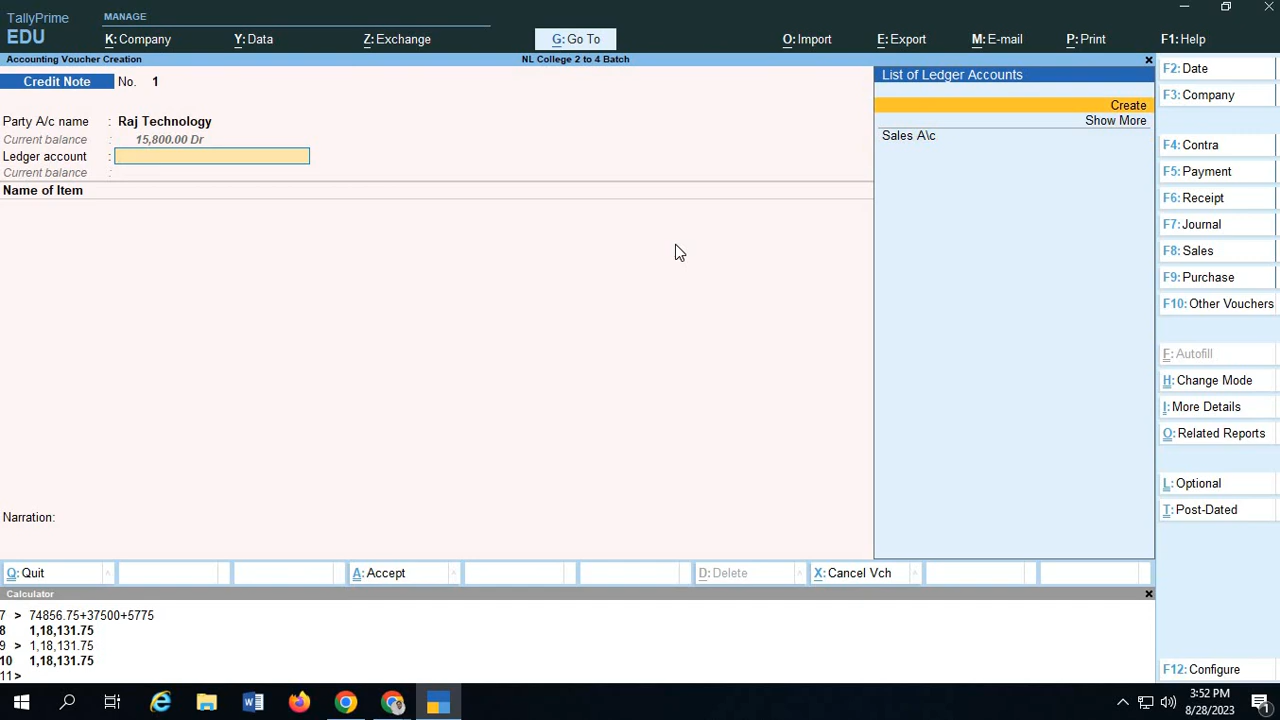 TallyPrime
EDU
MANAGE
K: Company
Y: Data
Z: Exchange
G: Go To
O: Import
E: Export
M: E-mail
P: Print
F1: Help
Accounting Voucher Creation
NL College 2 to 4 Batch
Credit Note No. 1
Party A/c name : Raj Technology
Current balance : 15,800.00 Dr
Ledger account :
Current balance :
Name of Item
Narration:
List of Ledger Accounts
Create
Show More
Sales A\c
F2: Date
F3: Company
F4: Contra
F5: Payment
F6: Receipt
F7: Journal
F8: Sales
F9: Purchase
F10: Other Vouchers
F: Autofill
H: Change Mode
I: More Details
O: Related Reports
L: Optional
T: Post-Dated
F12: Configure
Q: Quit
A: Accept
D: Delete
X: Cancel Vch
Calculator
7 > 74856.75+37500+5775
8 1,18,131.75
9 > 1,18,131.75
10 1,18,131.75
11 >
3:52 PM
8/28/2023
1